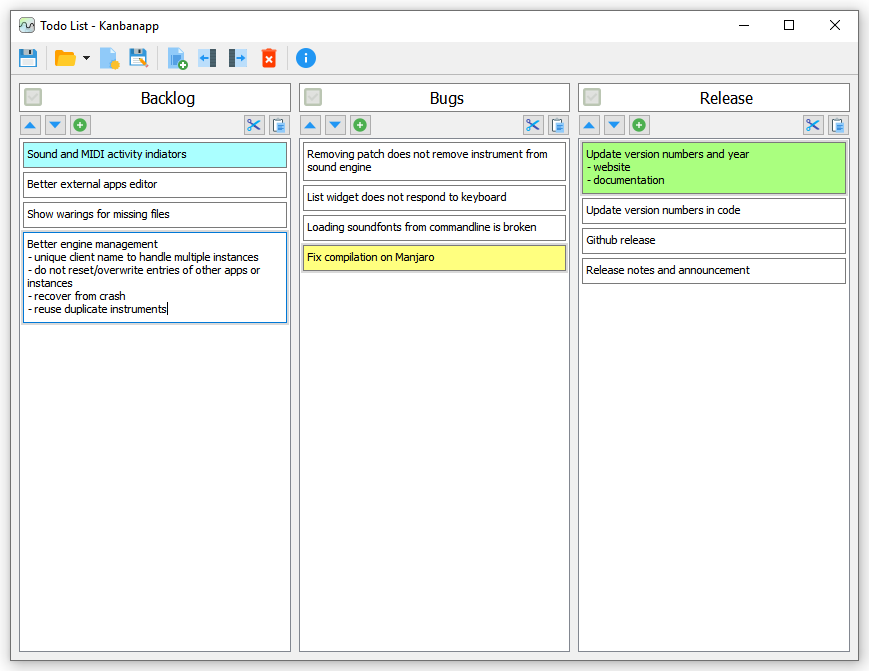 Todo List - Kanbanapp
Backlog
Sound and MIDI activity indiators
Better external apps editor
Show warings for missing files
Better engine management
- unique client name to handle multiple instances
- do not reset/overwrite entries of other apps or
instances
- recover from crash
- reuse duplicate instruments
Bugs
Removing patch does not remove instrument from
sound engine
List widget does not respond to keyboard
Loading soundfonts from commandline is broken
Fix compilation on Manjaro
Release
Update version numbers and year
- website
- documentation
Update version numbers in code
Github release
Release notes and announcement